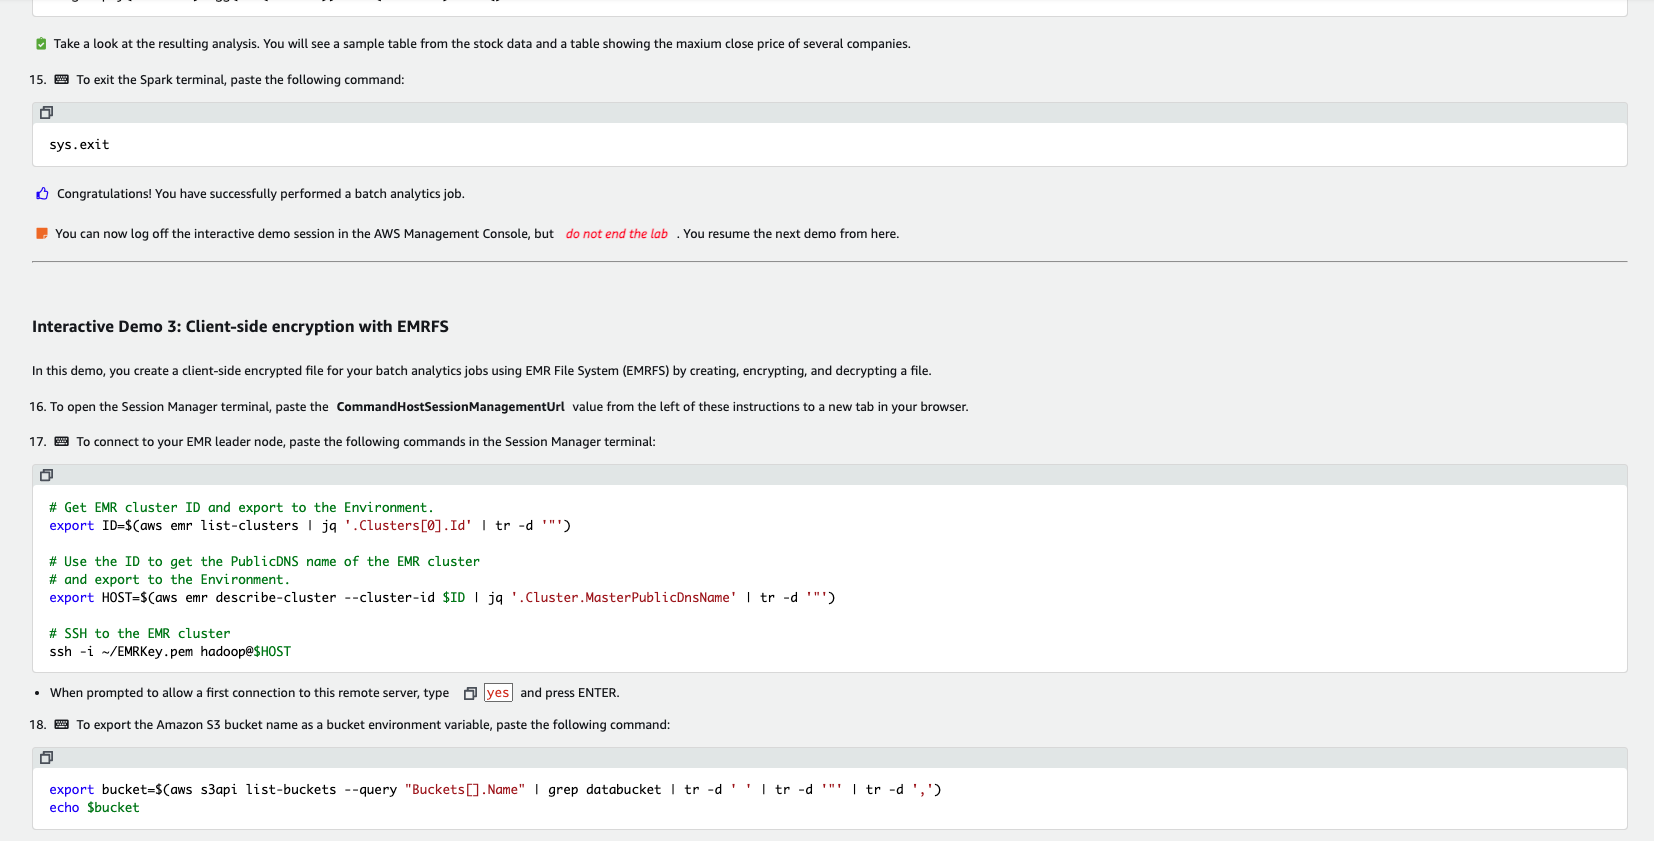 Take a look at the resulting analysis. You will see a sample table from the stock data and a table showing the maxium close price of several companies.
15. To exit the Spark terminal, paste the following command:
sys.exit
Congratulations! You have successfully performed a batch analytics job.
You can now log off the interactive demo session in the AWS Management Console, but do not end the lab . You resume the next demo from here.
Interactive Demo 3: Client-side encryption with EMRFS
In this demo, you create a client-side encrypted file for your batch analytics jobs using EMR File System (EMRFS) by creating, encrypting, and decrypting a file.
16. To open the Session Manager terminal, paste the CommandHostSessionManagementUrl value from the left of these instructions to a new tab in your browser.
17. To connect to your EMR leader node, paste the following commands in the Session Manager terminal:
# Get EMR cluster ID and export to the Environment.
export ID=$(aws emr list-clusters | jq '.Clusters[0].Id' | tr -d '"')
# Use the ID to get the PublicDNS name of the EMR cluster
# and export to the Environment.
export HOST=$(aws emr describe-cluster --cluster-id $ID | jq '.Cluster.MasterPublicDnsName' | tr -d '"')
# SSH to the EMR cluster
ssh -i ~/EMRKey.pem hadoop@$HOST
• When prompted to allow a first connection to this remote server, type yes and press ENTER.
18. To export the Amazon S3 bucket name as a bucket environment variable, paste the following command:
export bucket=$(aws s3api list-buckets --query "Buckets[].Name" | grep databucket | tr -d ' ' | tr -d '"' | tr -d ',')
echo $bucket